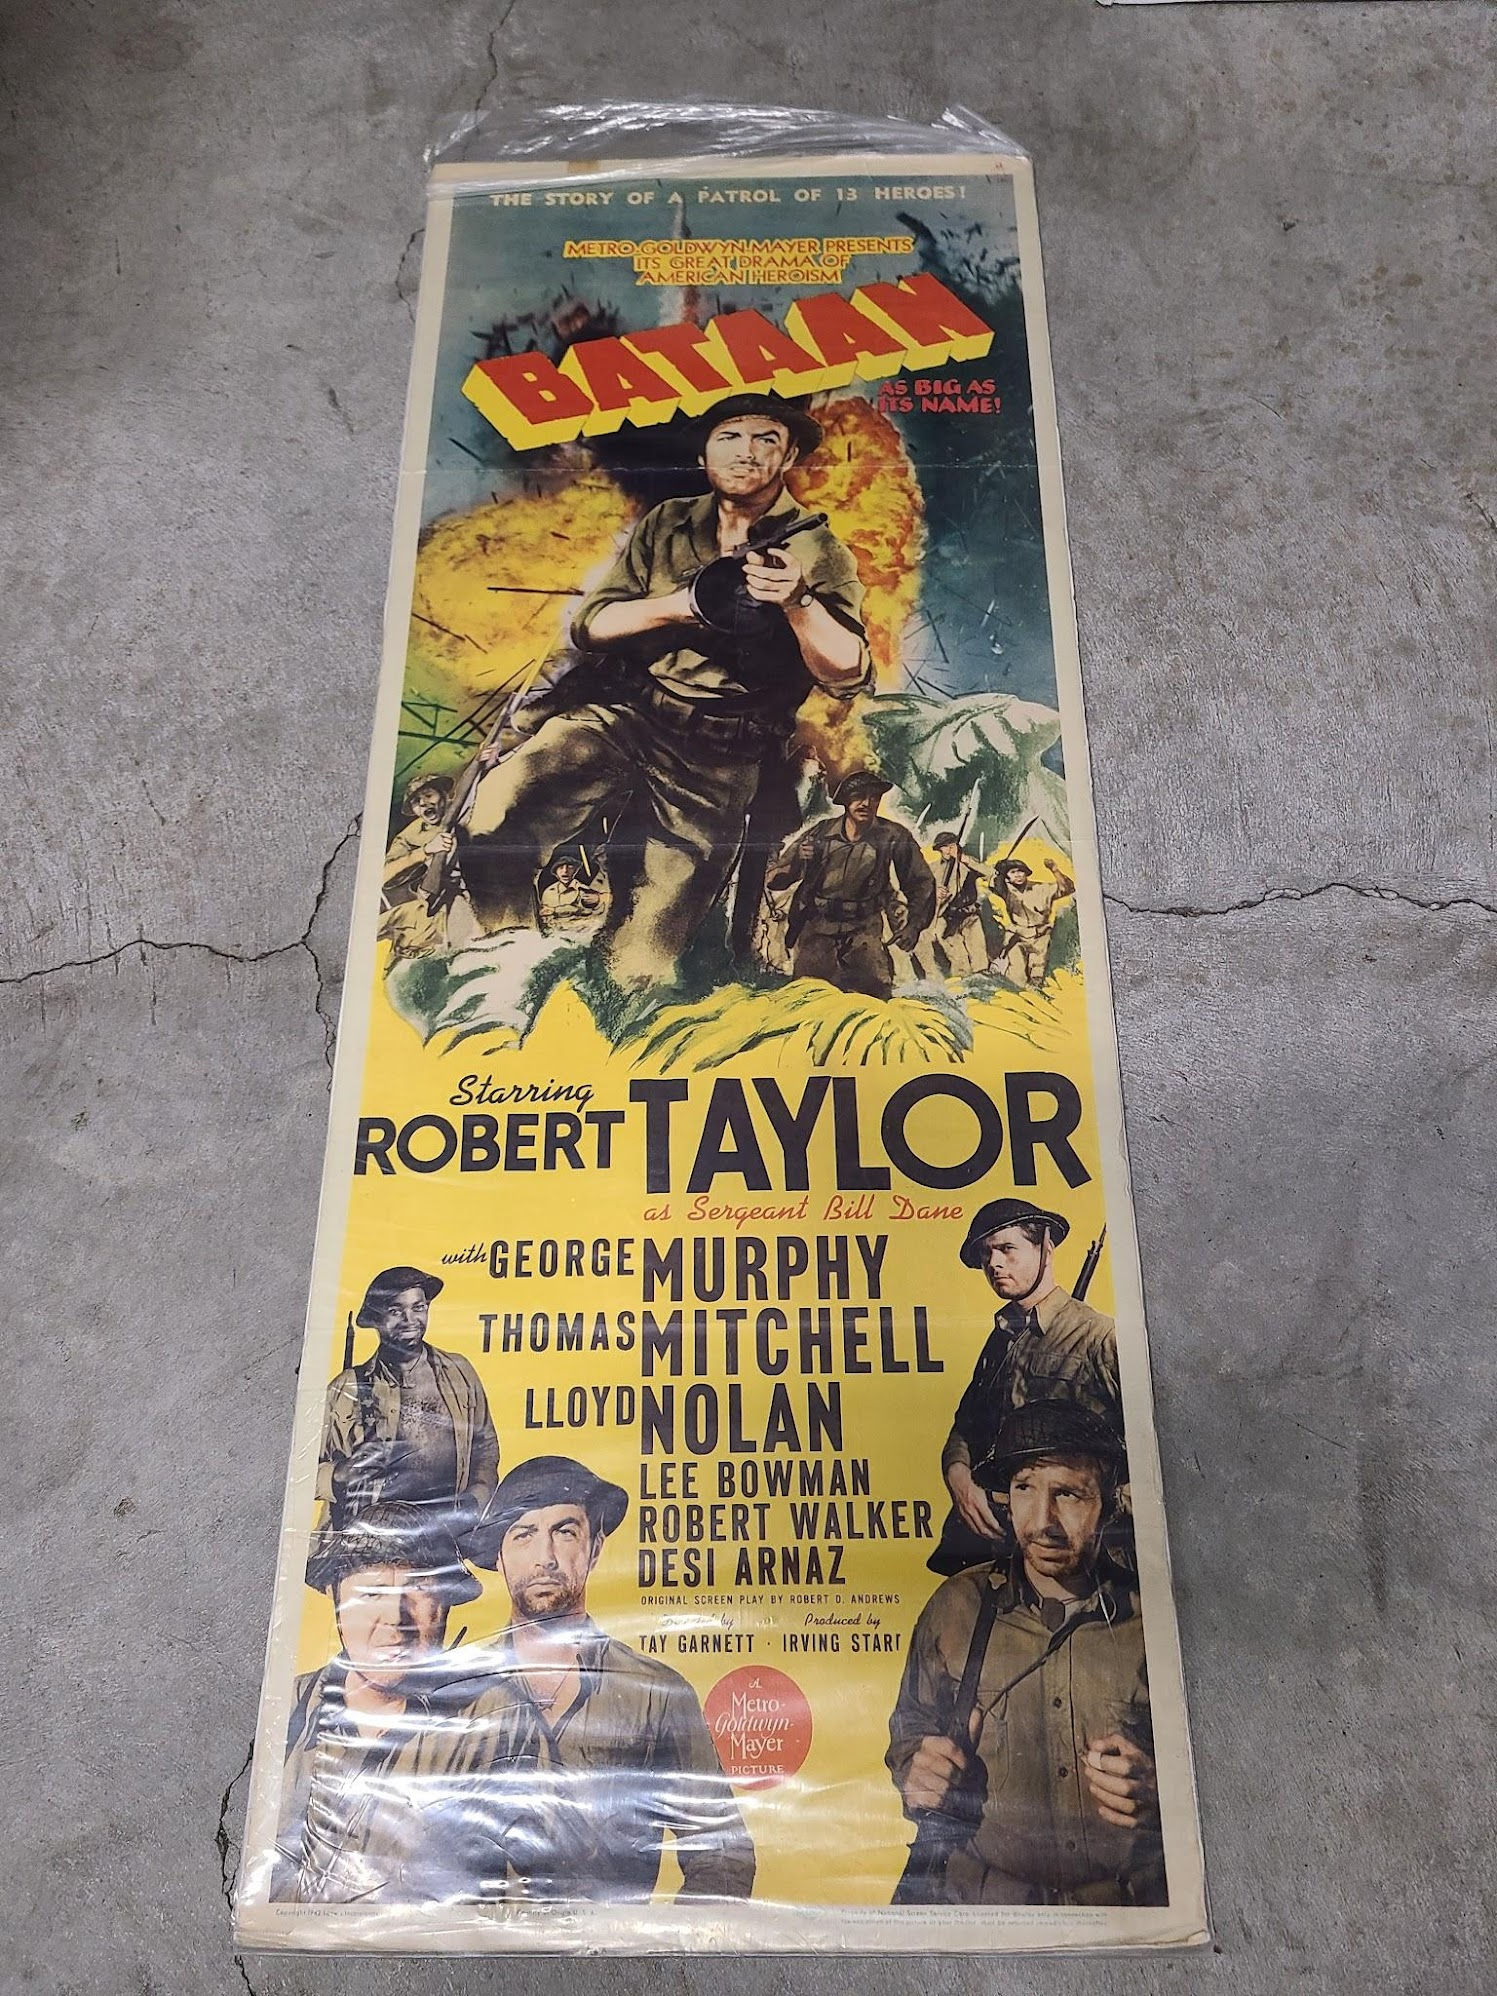 THE STORY OF A PATROL OF 13 HEROES!
METRO-GOLDWYN-MAYER PRESENTS
ITS GREAT DRAMA OF
AMERICAN HEROISM
BATAAN
AS BIG AS
ITS NAME!
Starring
ROBERT TAYLOR
as Sergeant Bill Dane
with GEORGE MURPHY
THOMAS MITCHELL
LLOYD NOLAN
LEE BOWMAN
ROBERT WALKER
DESI ARNAZ
ORIGINAL SCREEN PLAY BY ROBERT D. ANDREWS
Directed by Produced by
TAY GARNETT · IRVING STARR
A
Metro-
Goldwyn-
Mayer
PICTURE